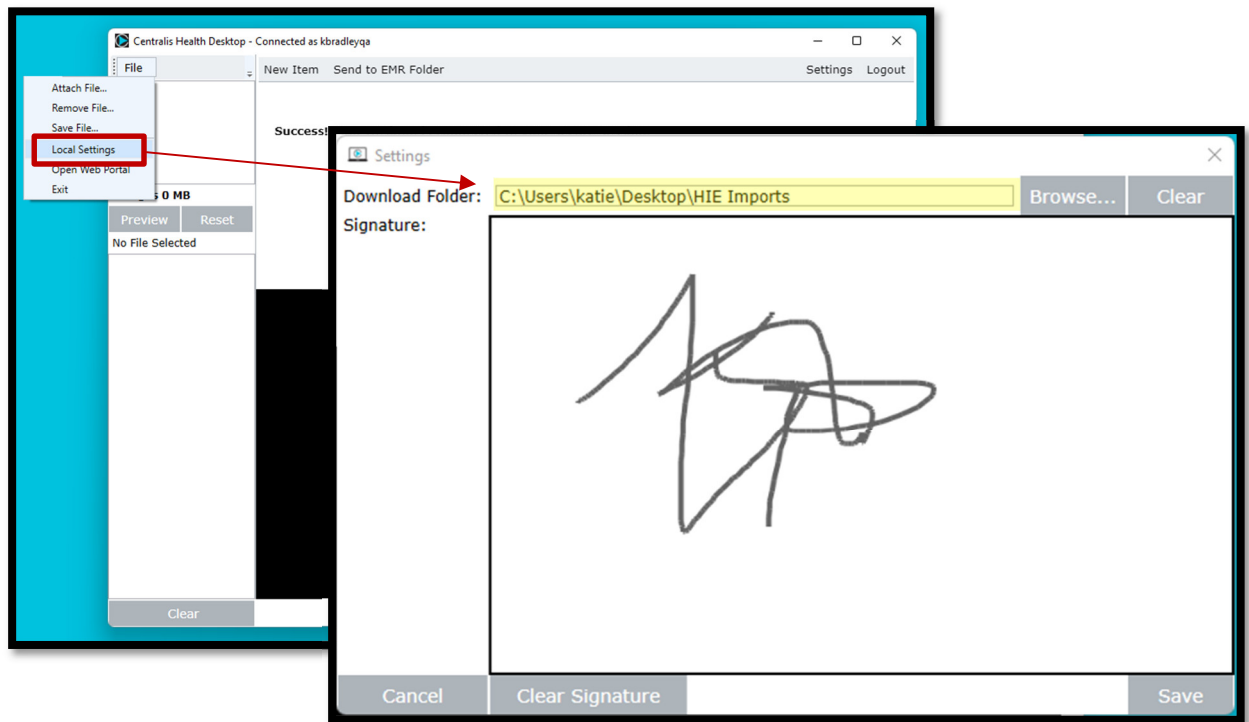 Centralis Health Desktop - Connected as kbradleyqa
File
New Item Send to EMR Folder Settings Logout
Attach File...
Remove File...
Save File...
Local Settings
Open Web Portal
Exit
Success!
s 0 MB
Preview Reset
No File Selected
Clear
Settings
Download Folder: C:\Users\katie\Desktop\HIE Imports Browse... Clear
Signature:
Cancel Clear Signature Save